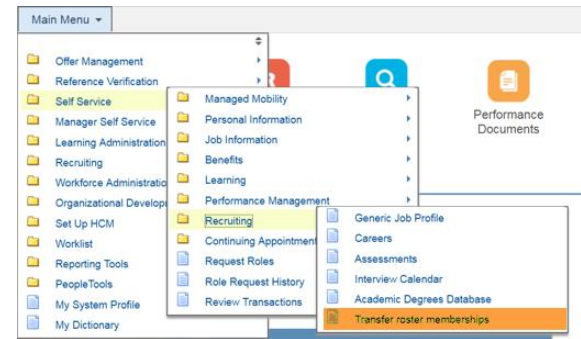 Main Menu
Offer Management
Reference Verification
Self Service
Manager Self Service
Learning Administration
Recruiting
Workforce Administratio
Organizational Develop
Set Up HCM
Worklist
Reporting Tools
PeopleTools
My System Profile
My Dictionary
Managed Mobility
Personal Information
Job Information
Benefits
Learning
Performance Management
Recruiting
Continuing Appointment
Request Roles
Role Request History
Review Transactions
Generic Job Profile
Careers
Assessments
Interview Calendar
Academic Degrees Database
Transfer roster memberships
Performance
Documents